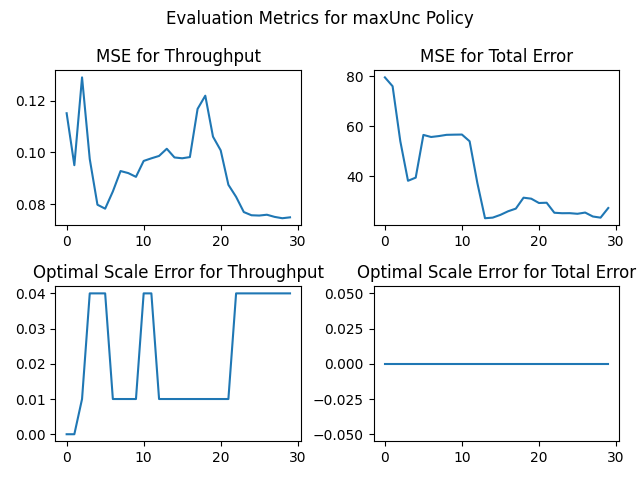 Evaluation Metrics for maxUnc Policy
MSE for Throughput
MSE for Total Error
0.12
0.10
0.08
0 10 20 30
80
60
40
0 10 20 30
Optimal Scale Error for Throughput
Optimal Scale Error for Total Error
0.04
0.03
0.02
0.01
0.00
0 10 20 30
0.050
0.025
0.000
−0.025
−0.050
0 10 20 30